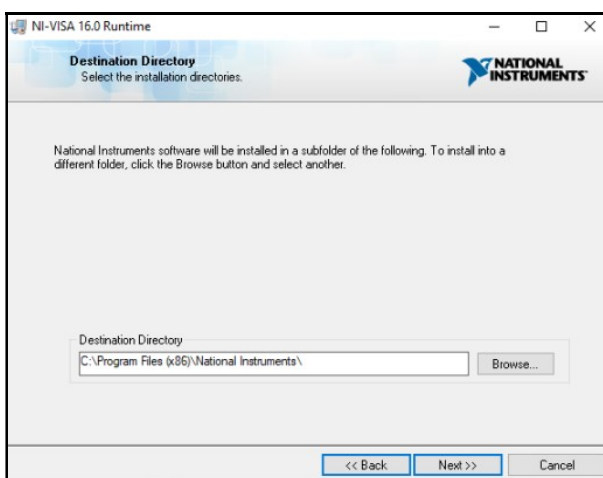 NI-VISA 16.0 Runtime
Destination Directory
Select the installation directories.
NATIONAL
INSTRUMENTS
National Instruments software will be installed in a subfolder of the following. To install into a
different folder, click the Browse button and select another.
Destination Directory
C:\Program Files (x86)\National Instruments\
Browse...
<< Back
Next >>
Cancel